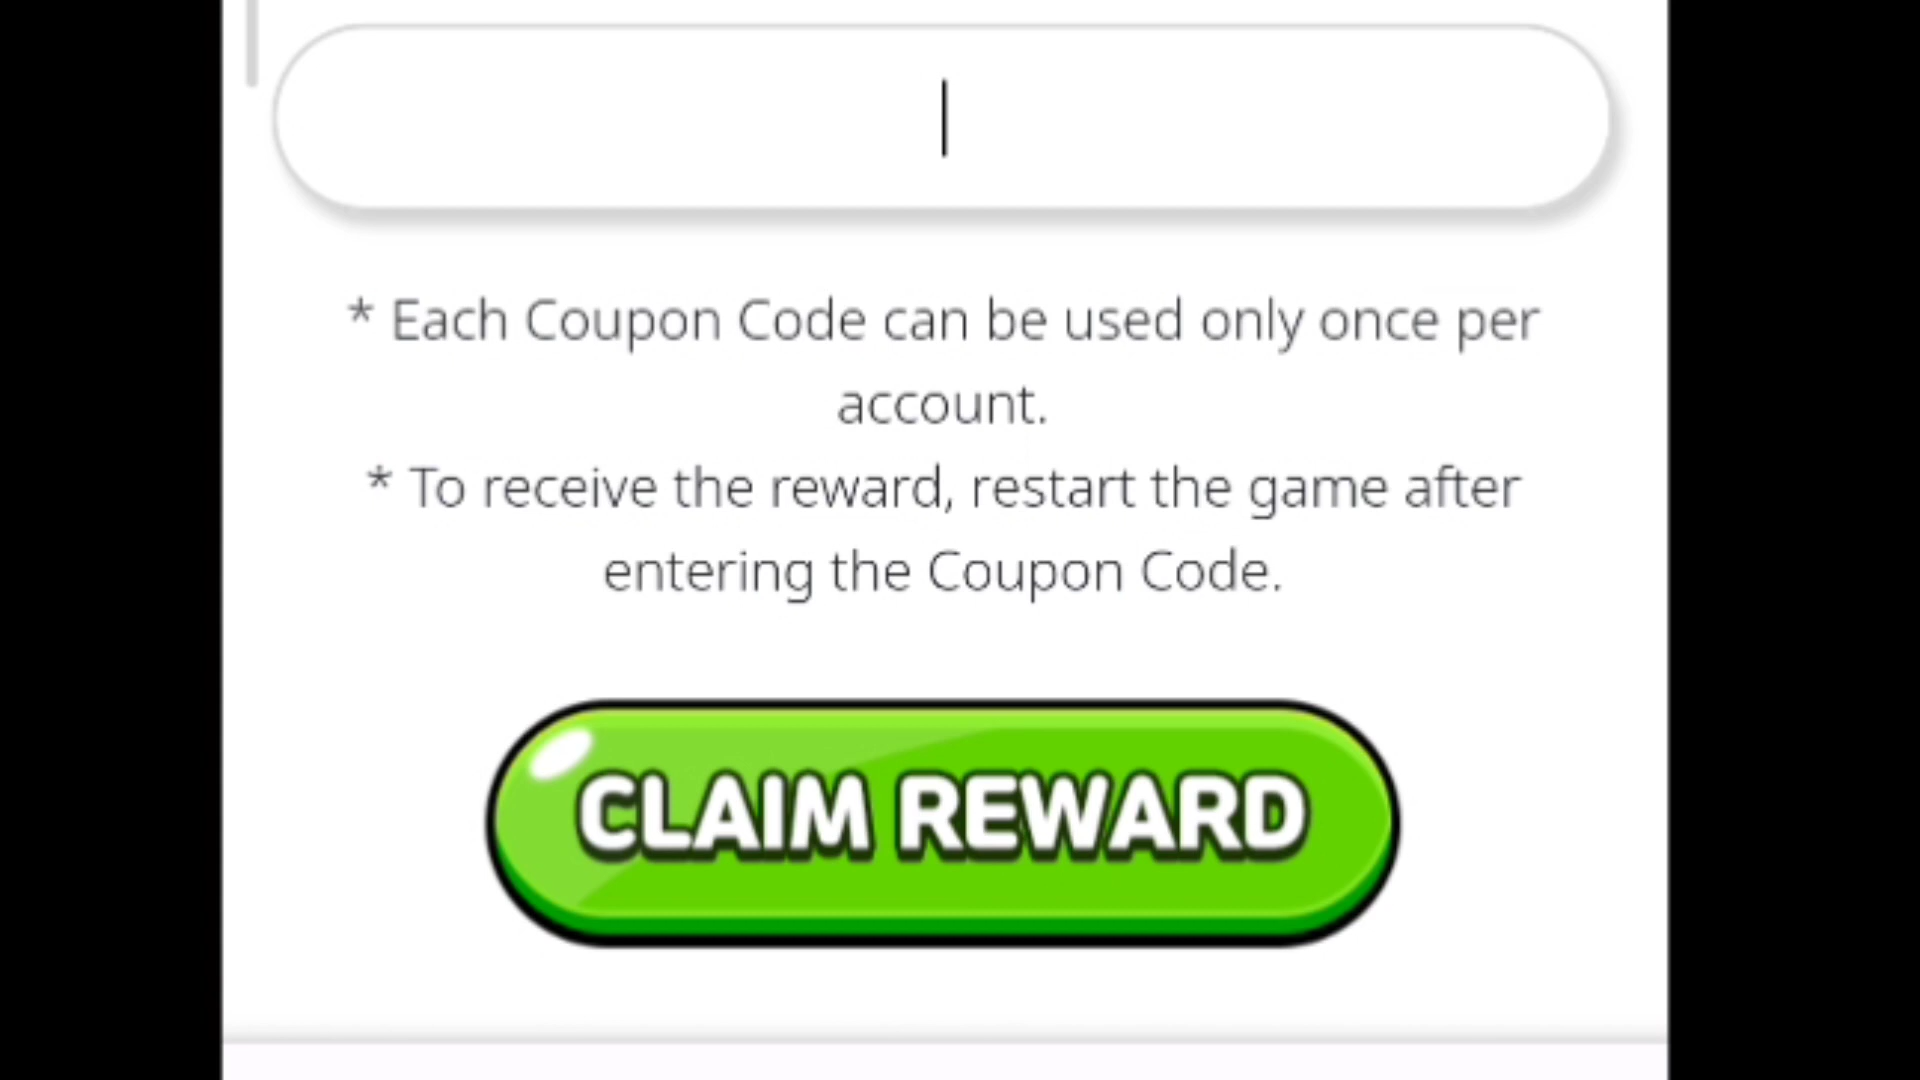 * Each Coupon Code can be used only once per
account.
* To receive the reward, restart the game after
entering the Coupon Code.
CLAIM REWARD